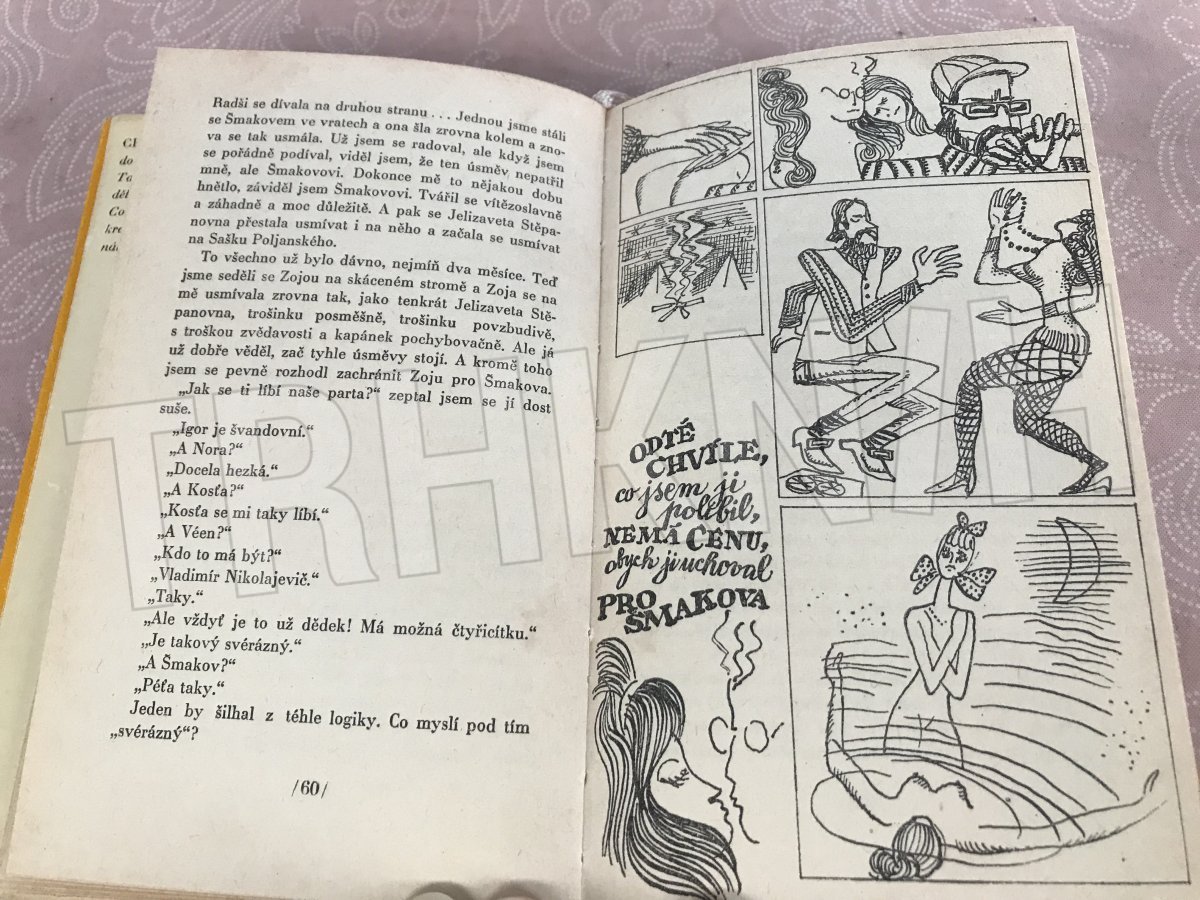 Radši se dívala na druhou stranu . . . Jednou jsme stáli
se Šmakovem ve vratech a ona šla zrovna kolem a zno-
va se tak usmála. Už jsem se radoval, ale když jsem
se pořádně podíval, viděl jsem, že ten úsměv nepatřil
mně, ale Šmakovovi. Dokonce mě to nějakou dobu
hnětlo, záviděl jsem Šmakovovi. Tvářil se vítězoslavně
a záhadně a moc důležitě. A pak se Jelizaveta Stěpa-
novna přestala usmívat i na něho a začala se usmívat
na Sašku Poljanského.
To všechno už bylo dávno, nejmíň dva měsíce. Teď
jsme seděli se Zojou na skáceném stromě a Zoja se na
mě usmívala zrovna tak, jako tenkrát Jelizaveta Stě-
panovna, trošinku posměšně, trošinku povzbudivě,
s troškou zvědavosti a kapánek pochybovačně. Ale já
už dobře věděl, zač tyhle úsměvy stojí. A kromě toho
jsem se pevně rozhodl zachránit Zoju pro Šmakova.
„Jak se ti líbí naše parta?“ zeptal jsem se jí dost
suše.
„Igor je švandovní.“
„A Nora?“
„Docela hezká.“
„A Kosťa?“
„Kosťa se mi taky líbí.“
„A Véen?“
„Kdo to má být?“
„Vladimír Nikolajevič.“
„Taky.“
„Ale vždyť je to už dědek! Má možná čtyřicítku.“
„Je takový svérázný.“
„A Šmakov?“
„Péťa taky.“
Jeden by šilhal z téhle logiky. Co myslí pod tím
„svérázný“?
/60/
ODTÉ
CHVÍLE,
co jsem ji
políbil,
NEMÁ CENU,
abych ji uchoval
PRO
ŠMAKOVA
TRHKNIH